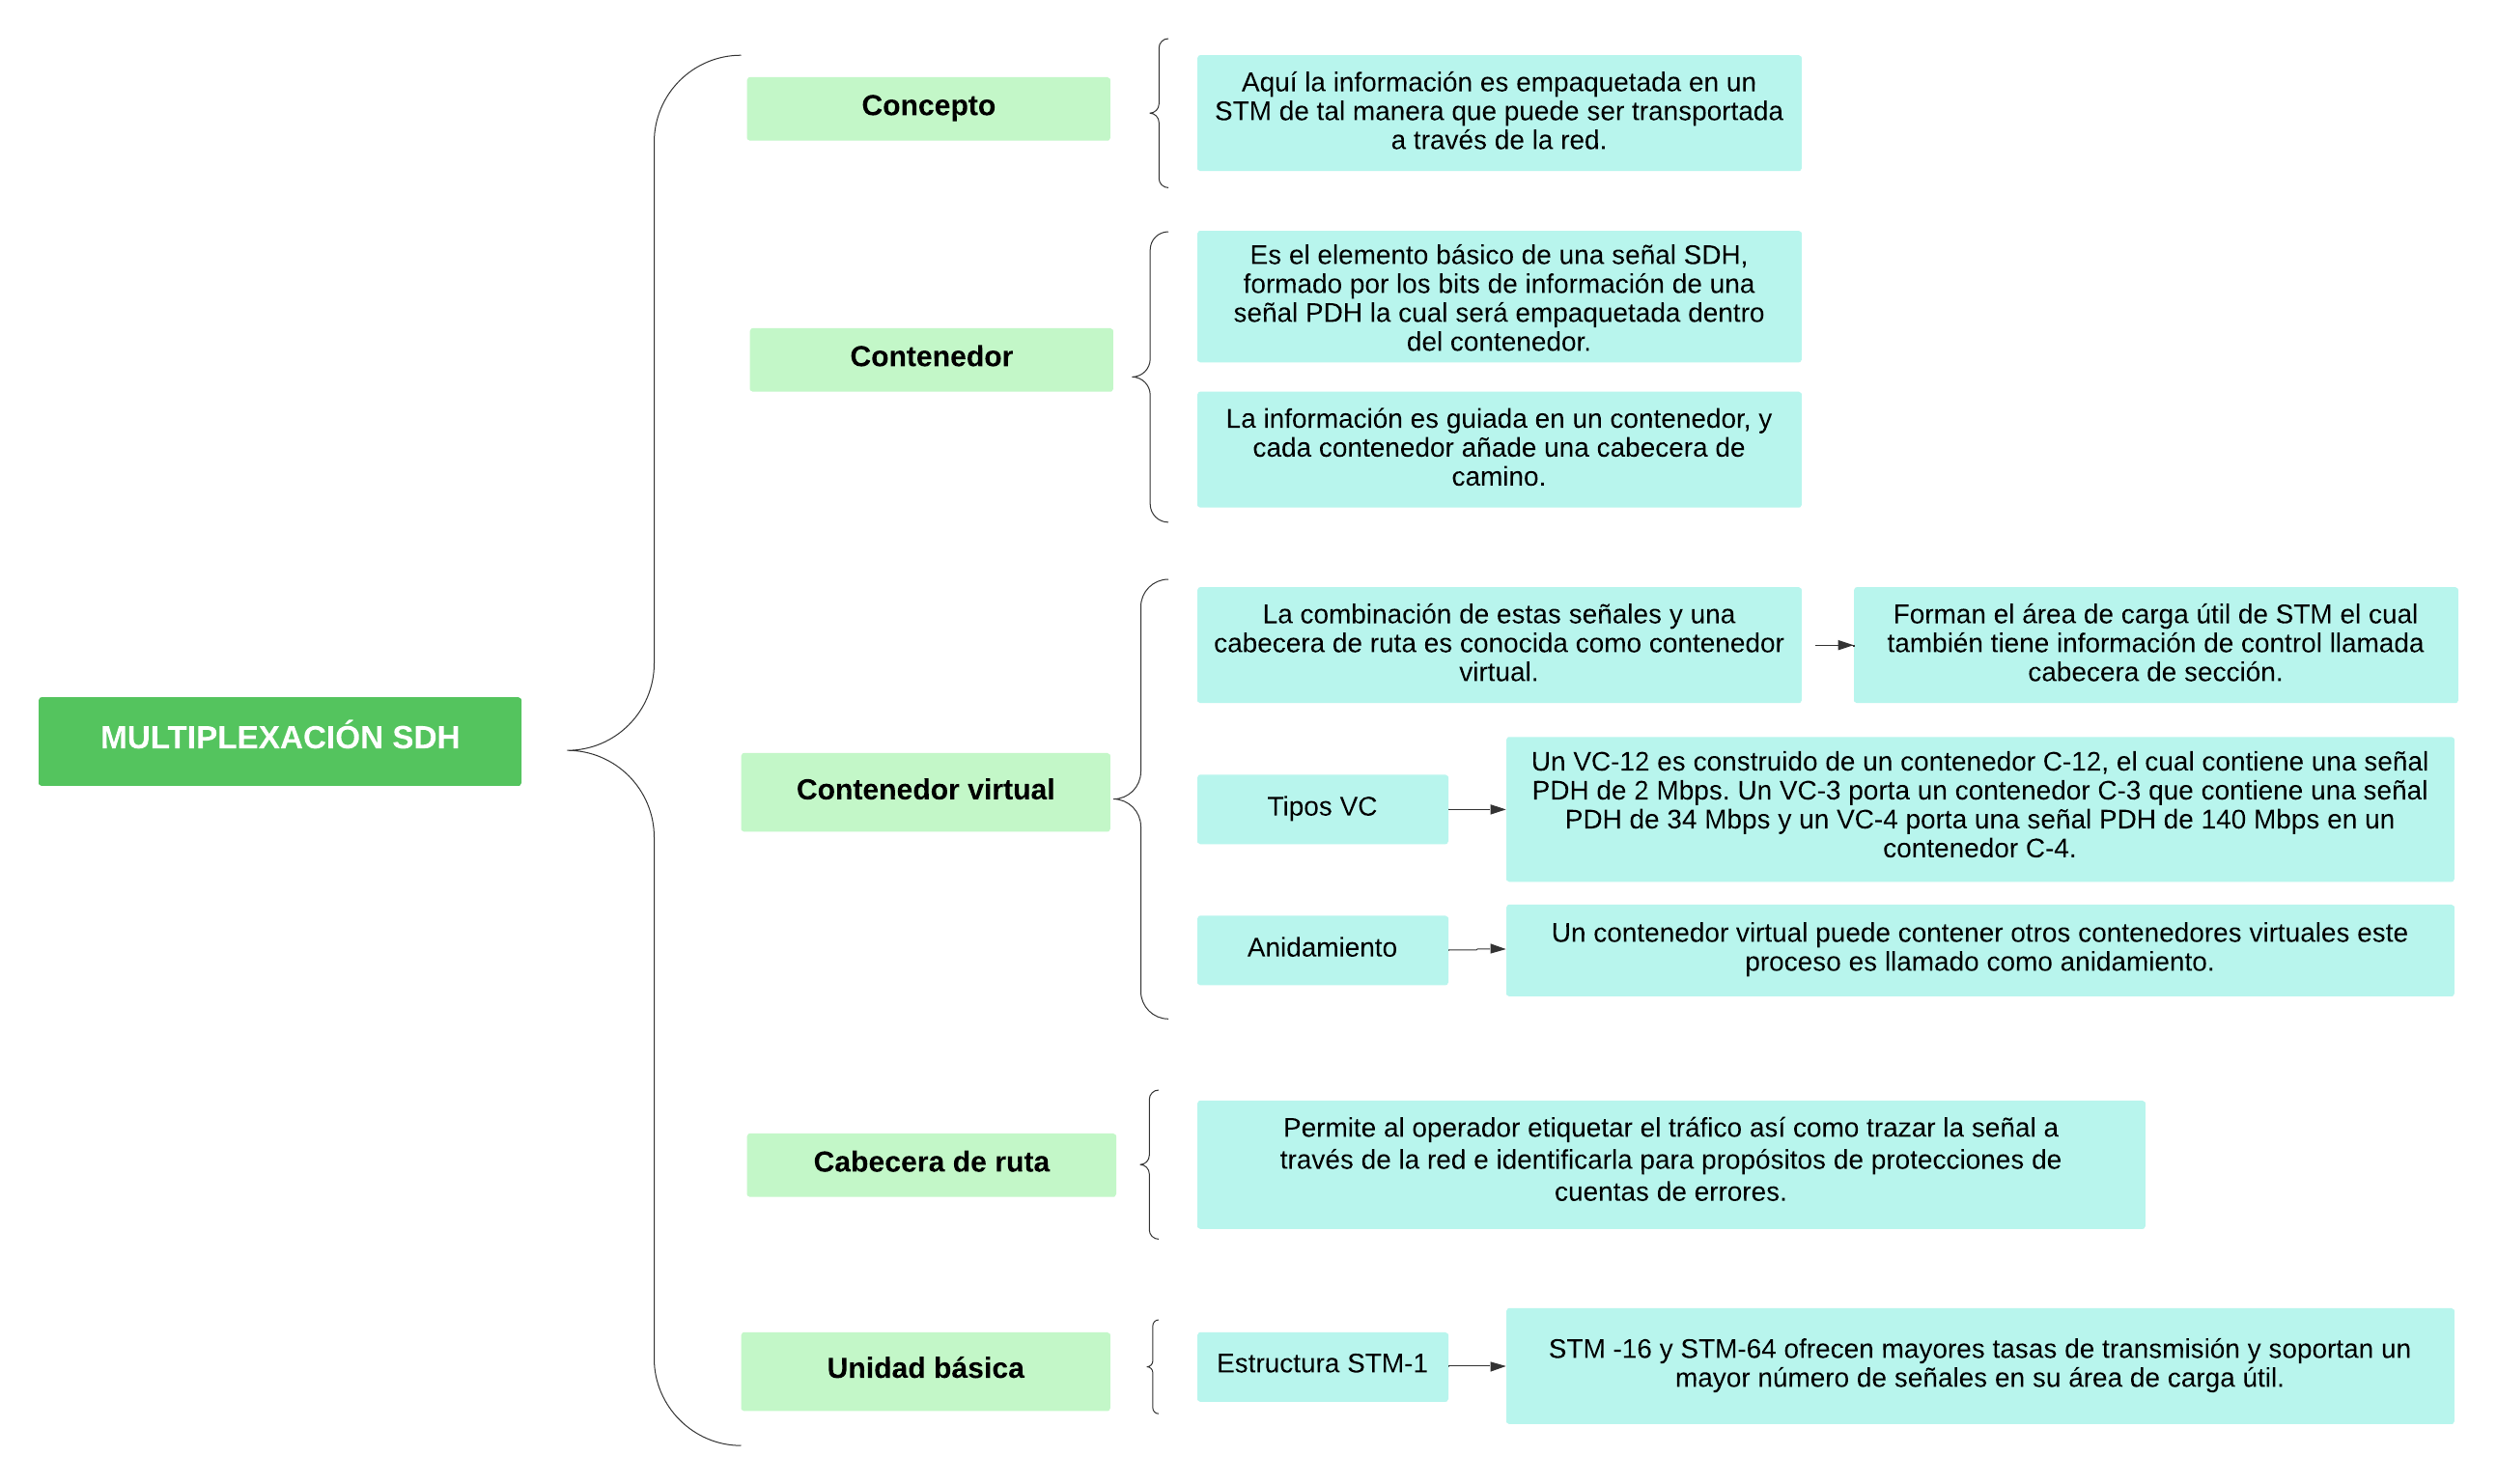 MULTIPLEXACIÓN SDH
Concepto
Aquí la información es empaquetada en un
STM de tal manera que puede ser transportada
a través de la red.
Contenedor
Es el elemento básico de una señal SDH,
formado por los bits de información de una
señal PDH la cual será empaquetada dentro
del contenedor.
La información es guiada en un contenedor, y
cada contenedor añade una cabecera de
camino.
Contenedor virtual
La combinación de estas señales y una
cabecera de ruta es conocida como contenedor
virtual.
Forman el área de carga útil de STM el cual
también tiene información de control llamada
cabecera de sección.
Tipos VC
Un VC-12 es construido de un contenedor C-12, el cual contiene una señal
PDH de 2 Mbps. Un VC-3 porta un contenedor C-3 que contiene una señal
PDH de 34 Mbps y un VC-4 porta una señal PDH de 140 Mbps en un
contenedor C-4.
Anidamiento
Un contenedor virtual puede contener otros contenedores virtuales este
proceso es llamado como anidamiento.
Cabecera de ruta
Permite al operador etiquetar el tráfico así como trazar la señal a
través de la red e identificarla para propósitos de protecciones de
cuentas de errores.
Unidad básica
Estructura STM-1
STM -16 y STM-64 ofrecen mayores tasas de transmisión y soportan un
mayor número de señales en su área de carga útil.